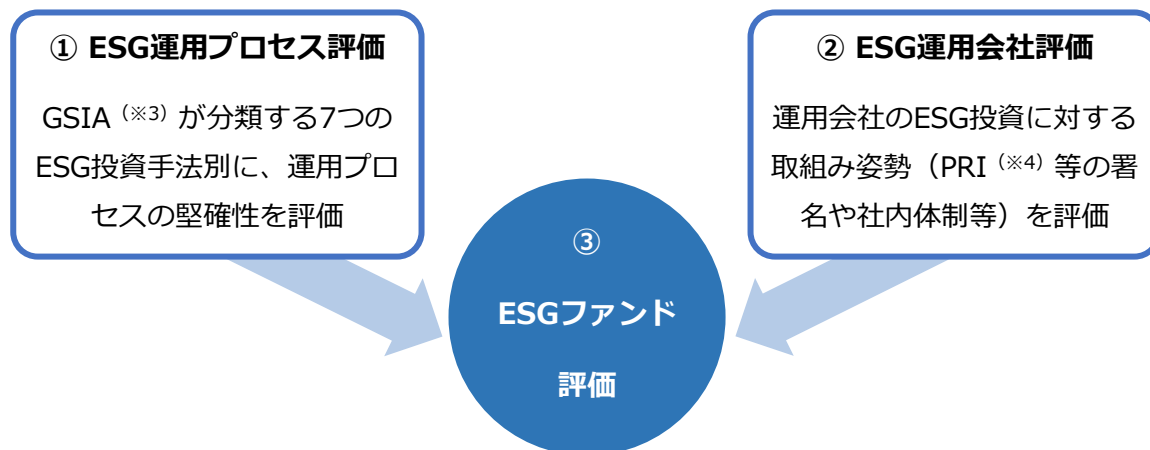 ① ESG運用プロセス評価
GSIA（※3）が分類する7つの
ESG投資手法別に、運用プロ
セスの堅確性を評価
② ESG運用会社評価
運用会社のESG投資に対する
取組み姿勢（PRI（※4）等の署
名や社内体制等）を評価
③
ESGファンド
評価